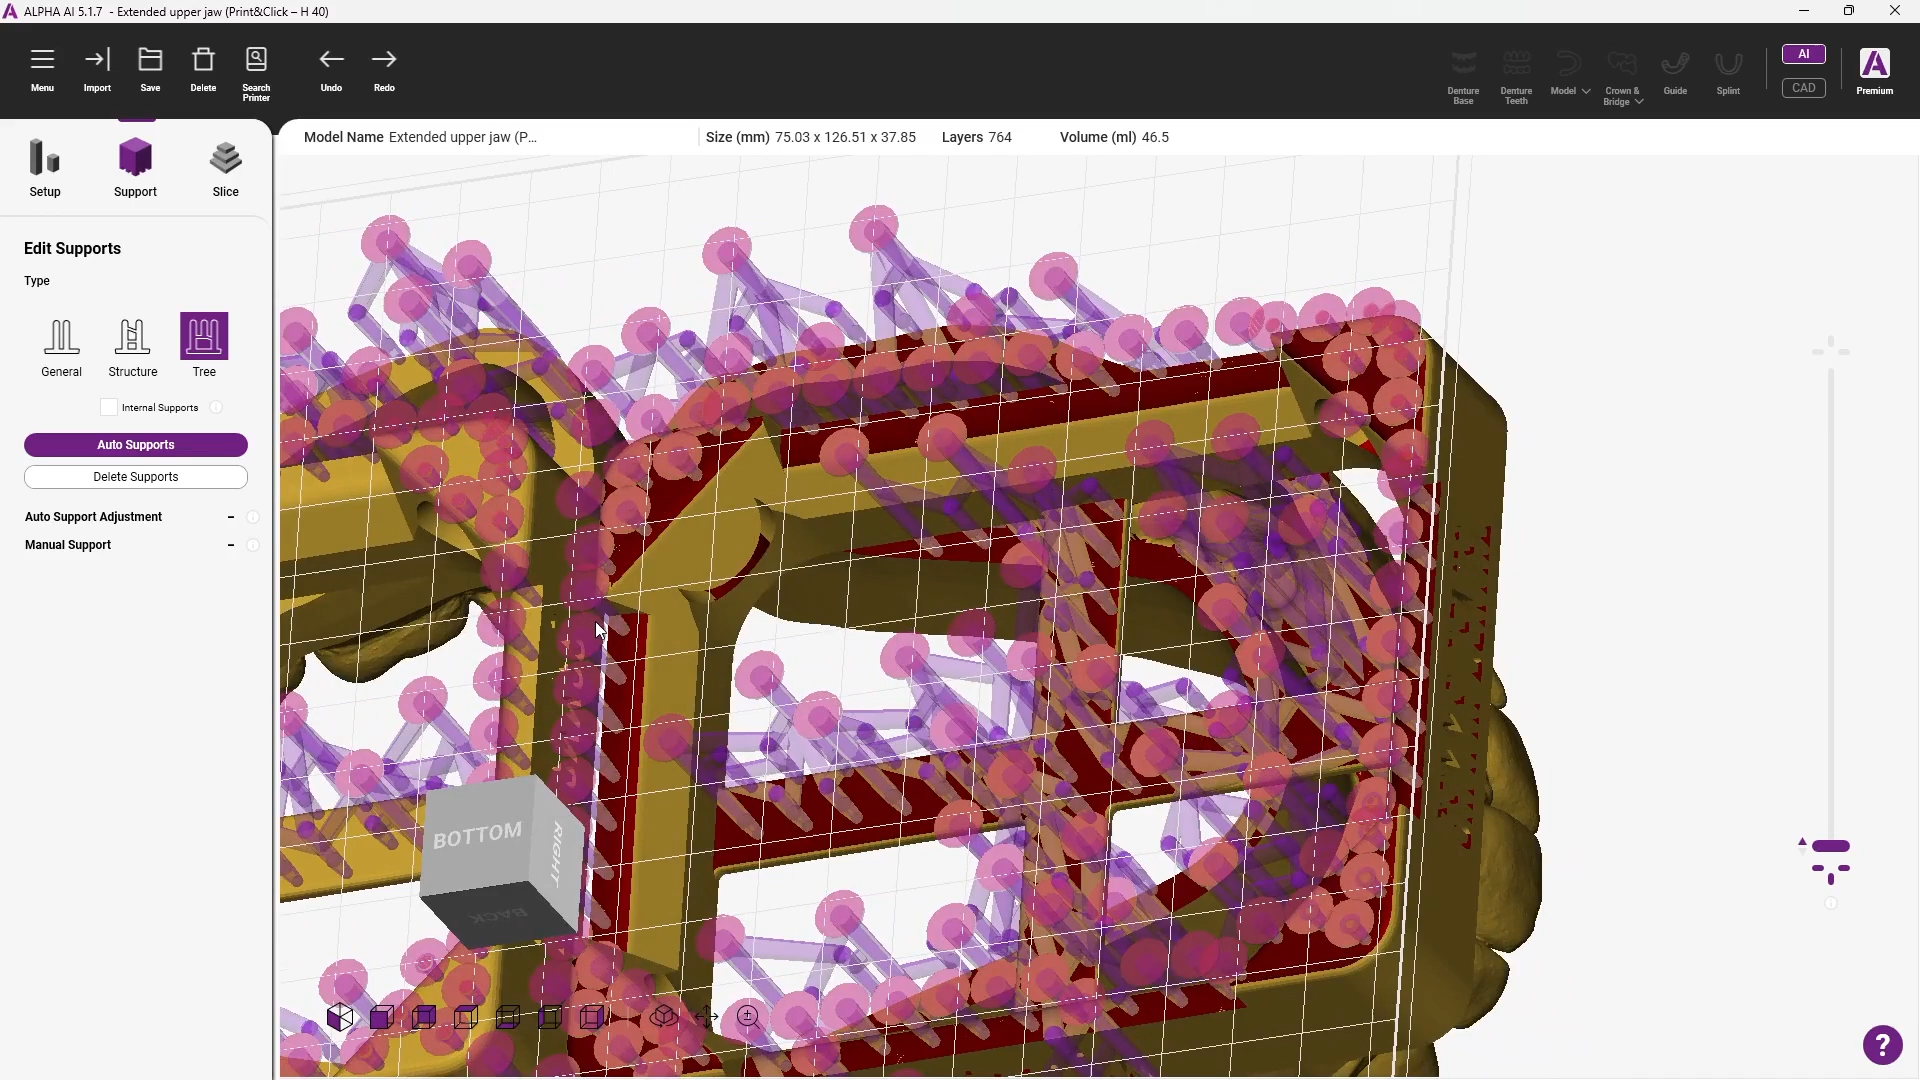 ALPHA AI 5.1.7 - Extended upper jaw (Print&Click – H 40)
Menu
Import
Save
Delete
Search Printer
Undo
Redo
Denture Base
Denture Teeth
Model
Crown & Bridge
Guide
Splint
AI
CAD
Premium
Setup
Support
Slice
Model Name Extended upper jaw (P...
Size (mm) 75.03 x 126.51 x 37.85
Layers 764
Volume (ml) 46.5
Edit Supports
Type
General
Structure
Tree
Internal Supports
Auto Supports
Delete Supports
Auto Support Adjustment
Manual Support
BOTTOM
RIGHT
BACK
?